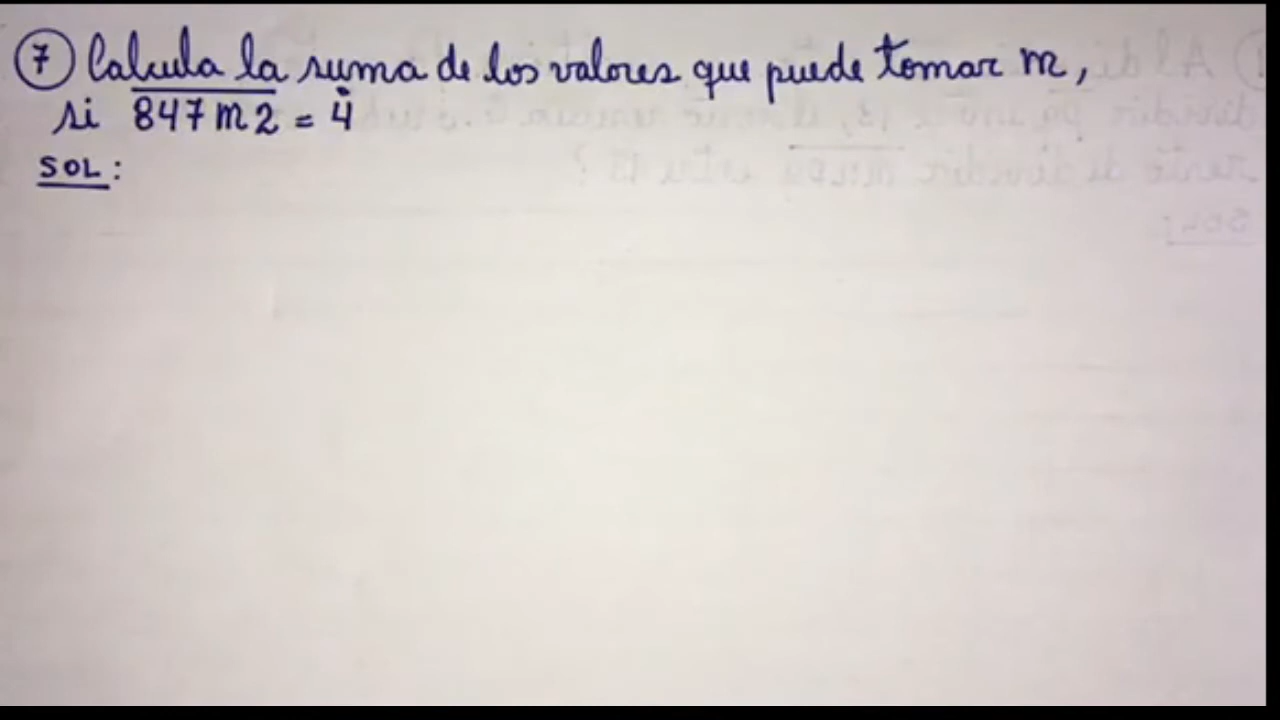 ⑦ Calcula la suma de los valores que puede tomar m,
si 847m2 = 4̇
SOL: